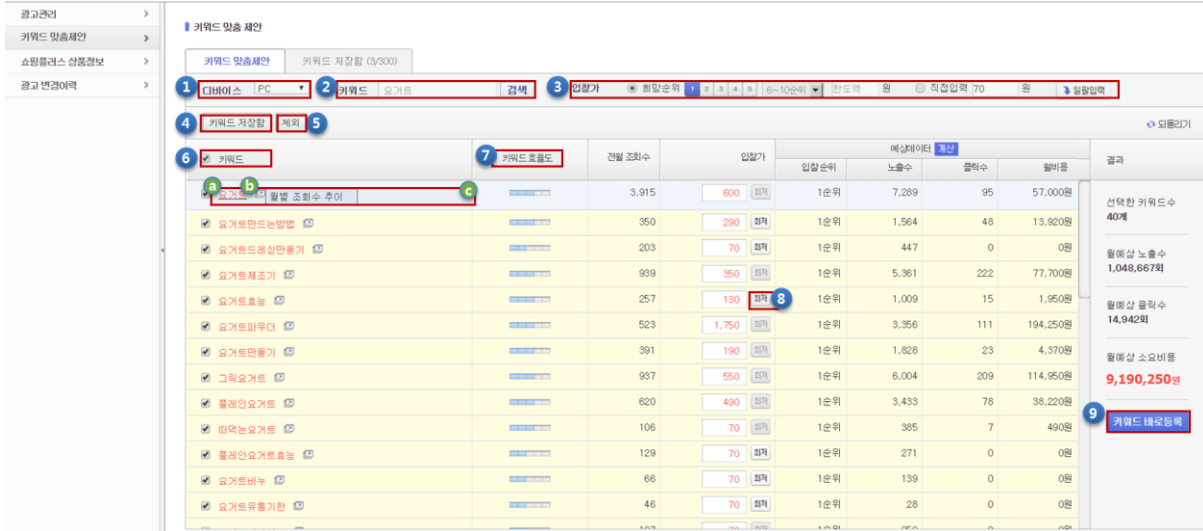 광고관리 >
키워드 맞춤제안 >
쇼핑플러스 상품정보 >
광고 변경이력 >
키워드 맞춤 제안
키워드 맞춤제안 키워드 저장함 (3/300)
1 디바이스 PC 2 키워드 요거트 검색 3 입찰가 희망순위 1 2 3 4 5 6~10순위 한도액 원 직접입력 70 원 일괄입력
4 키워드 저장함 제외 5 되돌리기
6 키워드 7 키워드 효율도 전월 조회수 입찰가 예상데이터 계산 결과
입찰순위 노출수 클릭수 월비용
a b c
요거트 월별 조회수 추이 3,915 600 최저 1순위 7,289 95 57,000원
요거트만드는방법 350 290 최저 1순위 1,564 48 13,920원
요거트드레싱만들기 203 70 최저 1순위 447 0 0원
요거트제조기 939 350 최저 1순위 5,361 222 77,700원
요거트효능 257 130 최저 8 1순위 1,009 15 1,950원
요거트파우더 523 1,750 최저 1순위 3,356 111 194,250원
요거트만들기 391 190 최저 1순위 1,828 23 4,370원
그릭요거트 937 550 최저 1순위 6,004 209 114,950원
플레인요거트 620 490 최저 1순위 3,433 78 38,220원
떠먹는요거트 106 70 최저 1순위 385 7 490원
플레인요거트효능 129 70 최저 1순위 271 0 0원
요거트비누 66 70 최저 1순위 139 0 0원
요거트유통기한 46 70 최저 1순위 28 0 0원
선택한 키워드수
40개
월예상 노출수
1,048,667회
월예상 클릭수
14,942회
월예상 소요비용
9,190,250원
9 키워드 바로등록